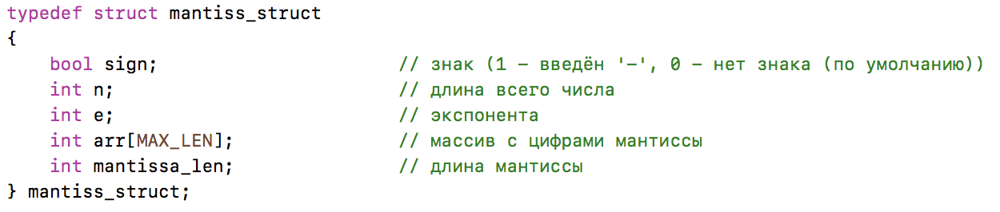 typedef struct mantiss_struct
{
    bool sign;                     // знак (1 – введён '–', 0 – нет знака (по умолчанию))
    int n;                         // длина всего числа
    int e;                         // экспонента
    int arr[MAX_LEN];              // массив с цифрами мантиссы
    int mantissa_len;              // длина мантиссы
} mantiss_struct;